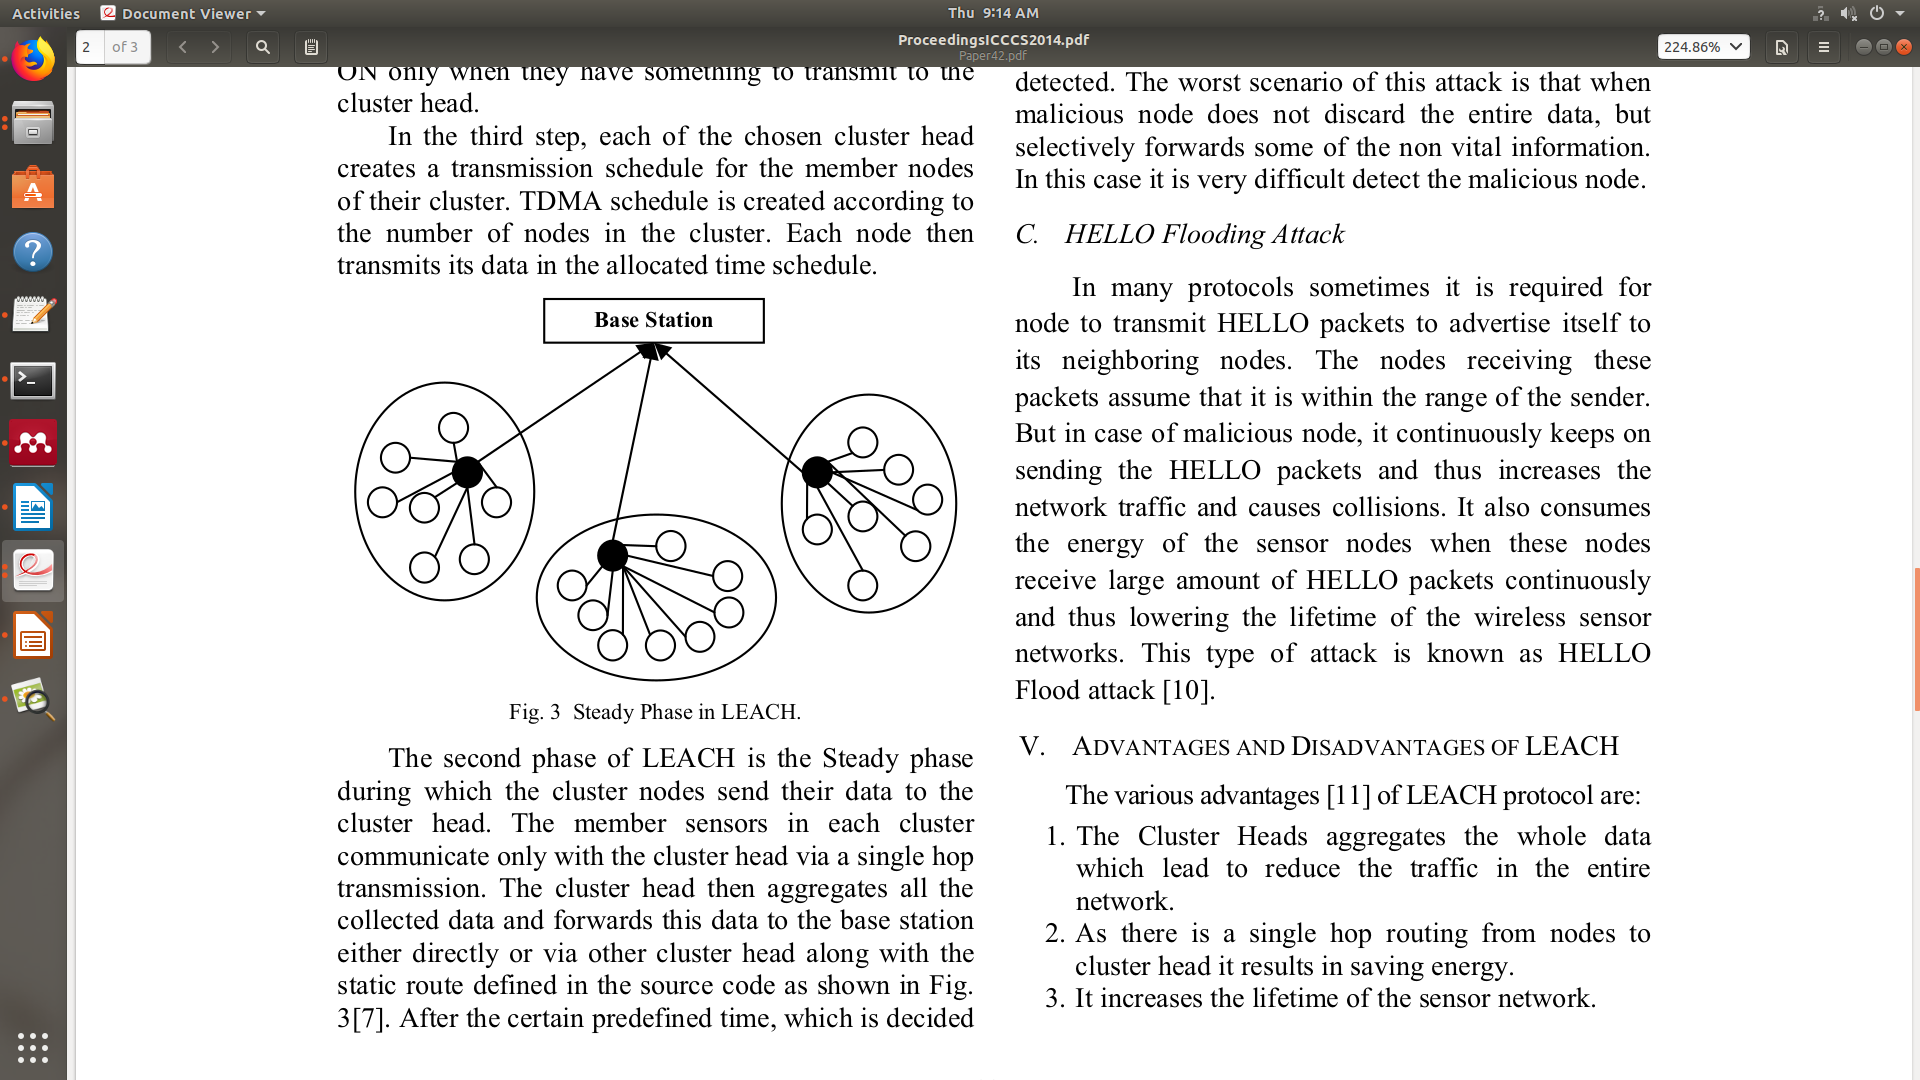 Activities
Document Viewer
Thu 9:14 AM
2 of 3
ProceedingsICCCS2014.pdf
Paper42.pdf
224.86%
ON only when they have something to transmit to the
cluster head.
In the third step, each of the chosen cluster head
creates a transmission schedule for the member nodes
of their cluster. TDMA schedule is created according to
the number of nodes in the cluster. Each node then
transmits its data in the allocated time schedule.
Base Station
Fig. 3 Steady Phase in LEACH.
The second phase of LEACH is the Steady phase
during which the cluster nodes send their data to the
cluster head. The member sensors in each cluster
communicate only with the cluster head via a single hop
transmission. The cluster head then aggregates all the
collected data and forwards this data to the base station
either directly or via other cluster head along with the
static route defined in the source code as shown in Fig.
3[7]. After the certain predefined time, which is decided
detected. The worst scenario of this attack is that when
malicious node does not discard the entire data, but
selectively forwards some of the non vital information.
In this case it is very difficult detect the malicious node.
C. HELLO Flooding Attack
In many protocols sometimes it is required for
node to transmit HELLO packets to advertise itself to
its neighboring nodes. The nodes receiving these
packets assume that it is within the range of the sender.
But in case of malicious node, it continuously keeps on
sending the HELLO packets and thus increases the
network traffic and causes collisions. It also consumes
the energy of the sensor nodes when these nodes
receive large amount of HELLO packets continuously
and thus lowering the lifetime of the wireless sensor
networks. This type of attack is known as HELLO
Flood attack [10].
V. ADVANTAGES AND DISADVANTAGES OF LEACH
The various advantages [11] of LEACH protocol are:
1. The Cluster Heads aggregates the whole data
which lead to reduce the traffic in the entire
network.
2. As there is a single hop routing from nodes to
cluster head it results in saving energy.
3. It increases the lifetime of the sensor network.